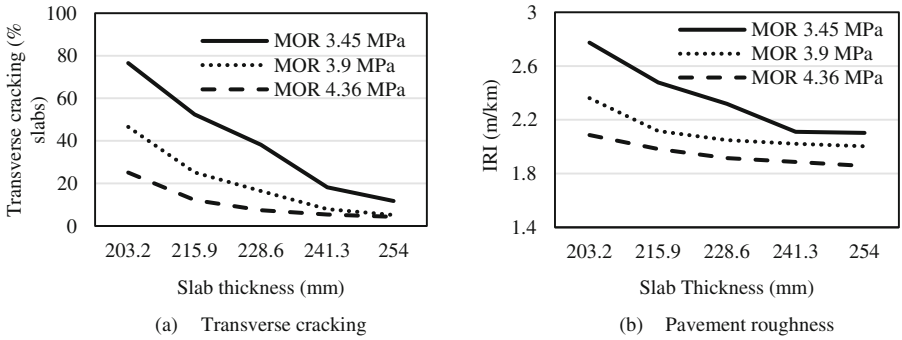 100
80
60
40
20
0
Transverse cracking (%
slabs)
MOR 3.45 MPa
MOR 3.9 MPa
MOR 4.36 MPa
203.2 215.9 228.6 241.3 254
Slab thickness (mm)
(a) Transverse cracking
3
2.6
2.2
1.8
1.4
IRI (m/km)
MOR 3.45 MPa
MOR 3.9 MPa
MOR 4.36 MPa
203.2 215.9 228.6 241.3 254
Slab Thickness (mm)
(b) Pavement roughness